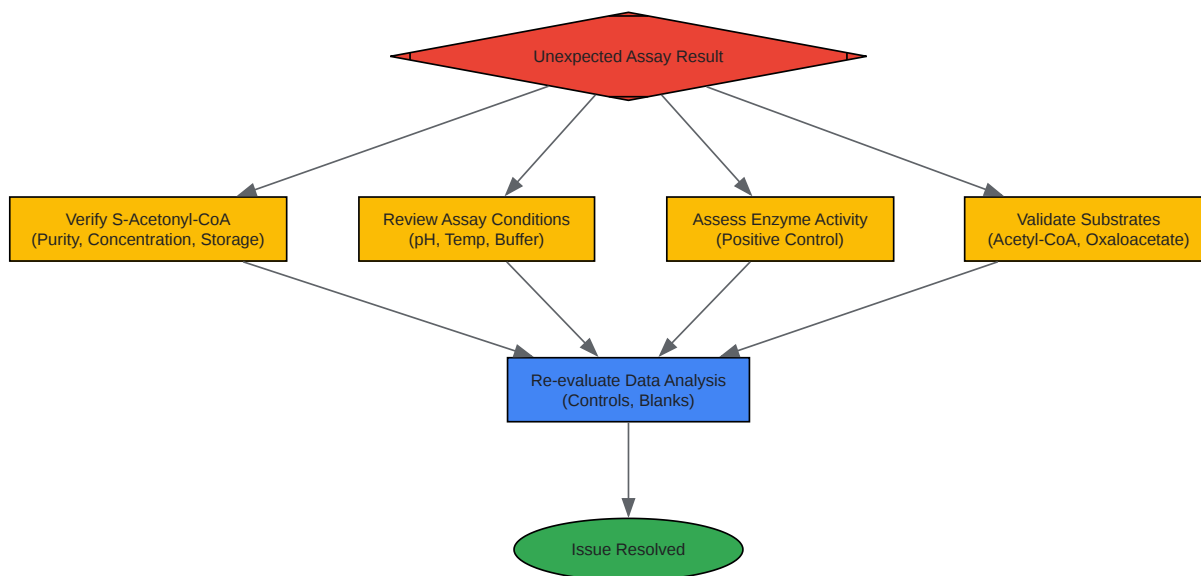 Unexpected Assay Result
Verify S-Acetonyl-CoA
(Purity, Concentration, Storage)
Review Assay Conditions
(pH, Temp, Buffer)
Assess Enzyme Activity
(Positive Control)
Validate Substrates
(Acetyl-CoA, Oxaloacetate)
Re-evaluate Data Analysis
(Controls, Blanks)
Issue Resolved